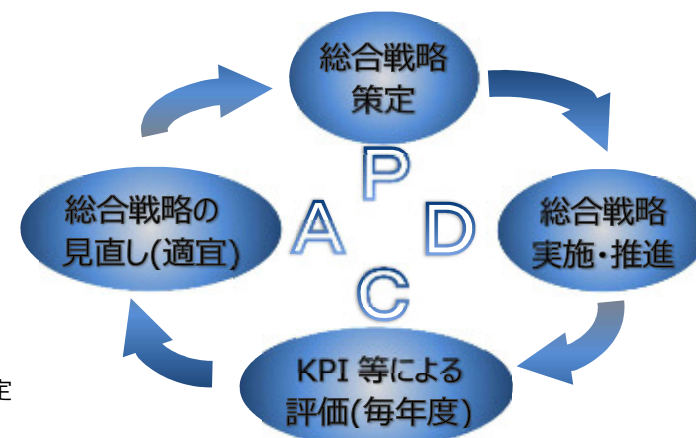 総合戦略
策定
P
総合戦略の
見直し(適宜)
A
D
総合戦略
実施・推進
C
KPI 等による
評価(毎年度)
定